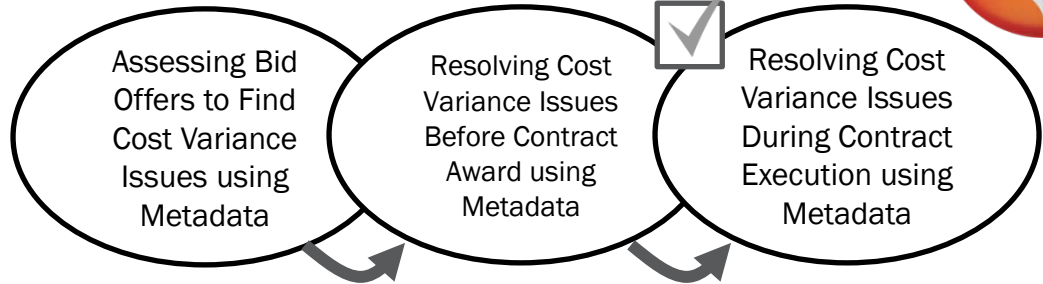 Assessing Bid
Offers to Find
Cost Variance
Issues using
Metadata
Resolving Cost
Variance Issues
Before Contract
Award using
Metadata
Resolving Cost
Variance Issues
During Contract
Execution using
Metadata